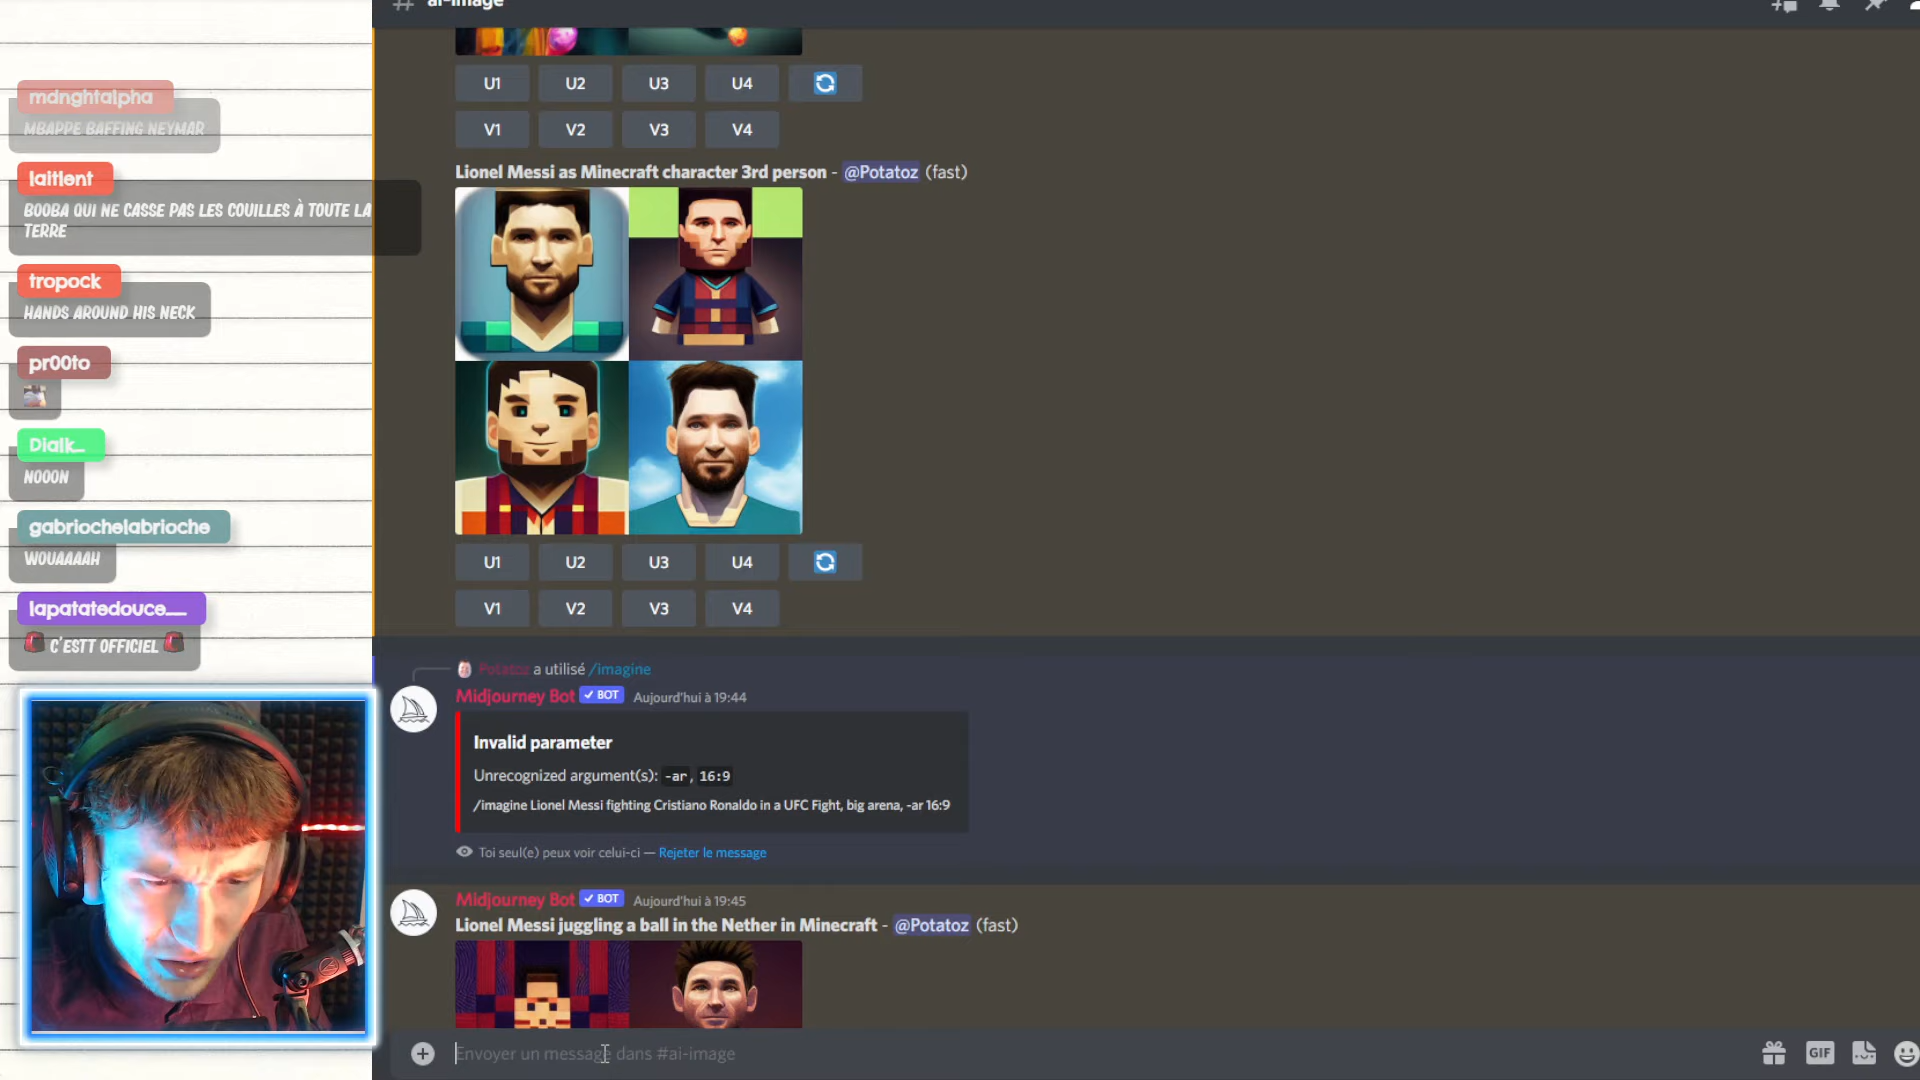 ai-image
mdnghtalpha
MBAPPE BAFFING NEYMAR
laitlent
BOOBA QUI NE CASSE PAS LES COUILLES À TOUTE LA
TERRE
tropock
HANDS AROUND HIS NECK
pr00to
Dialk_
NOOON
gabriochelabrioche
WOUAAAAH
lapatatedouce__
C'ESTT OFFICIEL
U1 U2 U3 U4
V1 V2 V3 V4
Lionel Messi as Minecraft character 3rd person - @Potatoz (fast)
U1 U2 U3 U4
V1 V2 V3 V4
Potatoz a utilisé /imagine
Midjourney Bot ✓ BOT Aujourd'hui à 19:44
Invalid parameter
Unrecognized argument(s): -ar, 16:9
/imagine Lionel Messi fighting Cristiano Ronaldo in a UFC Fight, big arena, -ar 16:9
Toi seul(e) peux voir celui-ci — Rejeter le message
Midjourney Bot ✓ BOT Aujourd'hui à 19:45
Lionel Messi juggling a ball in the Nether in Minecraft - @Potatoz (fast)
Envoyer un message dans #ai-image
GIF